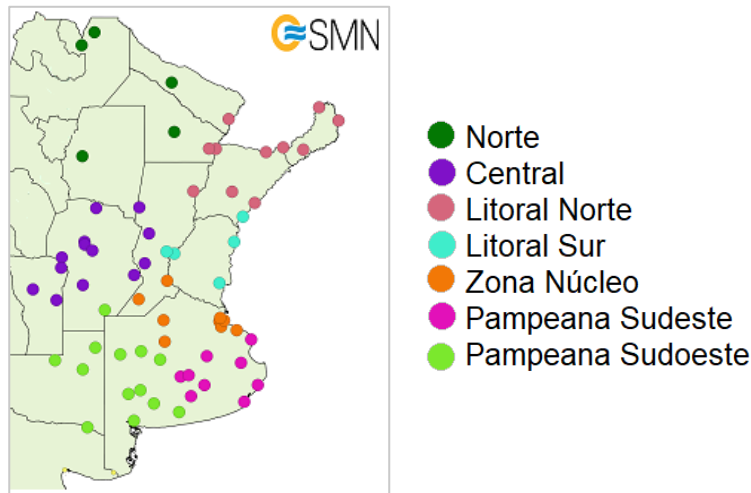 SMN
Norte
Central
Litoral Norte
Litoral Sur
Zona Núcleo
Pampeana Sudeste
Pampeana Sudoeste